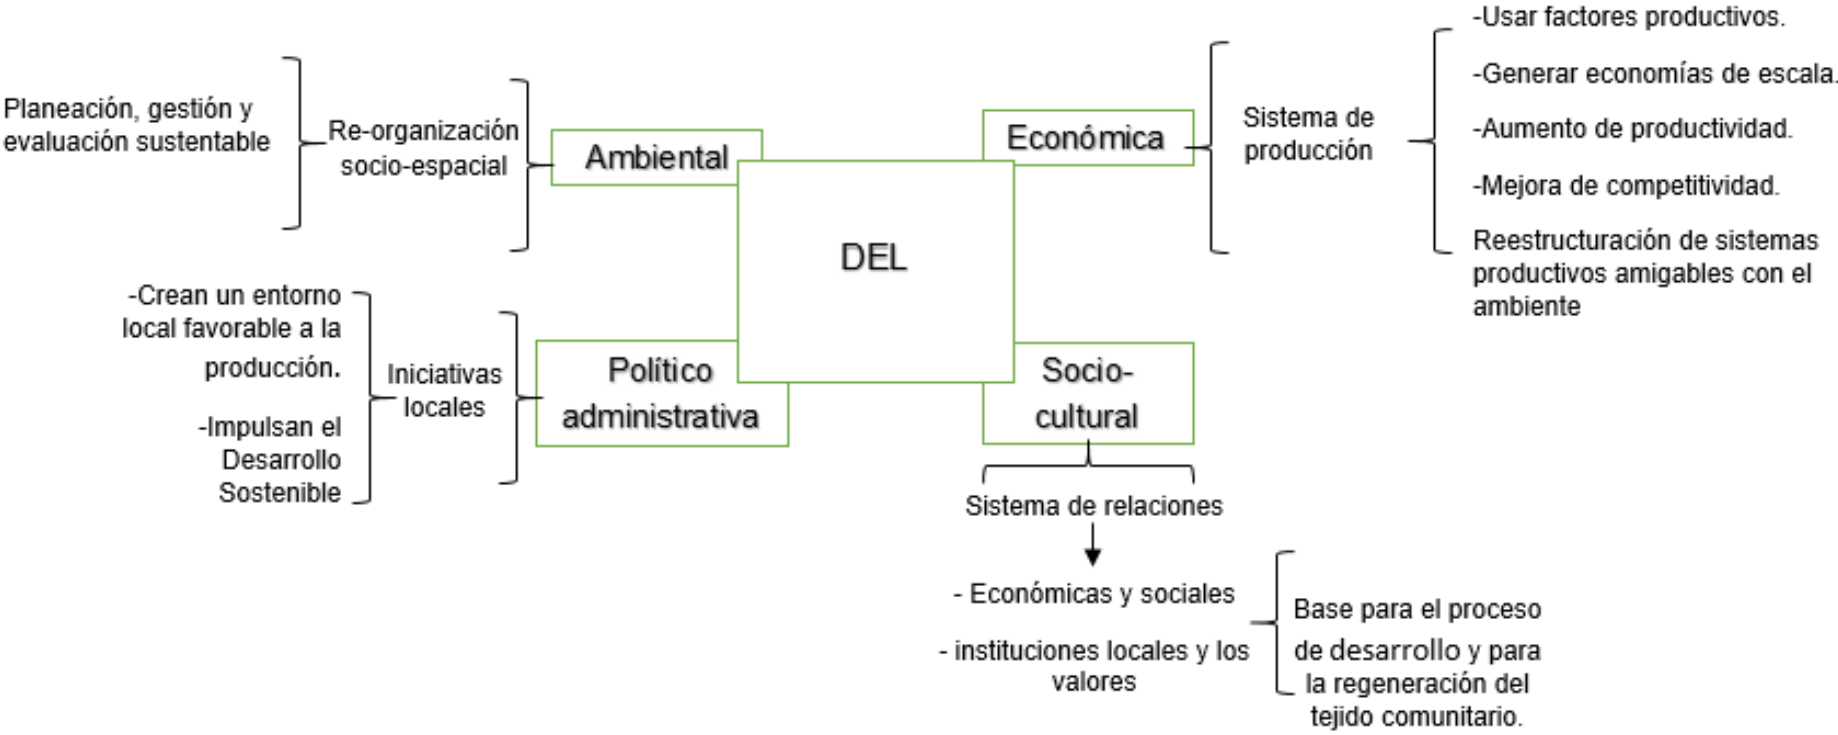 Planeación, gestión y
evaluación sustentable
Re-organización
socio-espacial
Ambiental
DEL
Económica
Sistema de
producción
-Usar factores productivos.
-Generar economías de escala.
-Aumento de productividad.
-Mejora de competitividad.
Reestructuración de sistemas
productivos amigables con el
ambiente
-Crean un entorno
local favorable a la
producción.
-Impulsan el
Desarrollo
Sostenible
Iniciativas
locales
Político
administrativa
Socio-
cultural
Sistema de relaciones
- Económicas y sociales
- instituciones locales y los
valores
Base para el proceso
de desarrollo y para
la regeneración del
tejido comunitario.